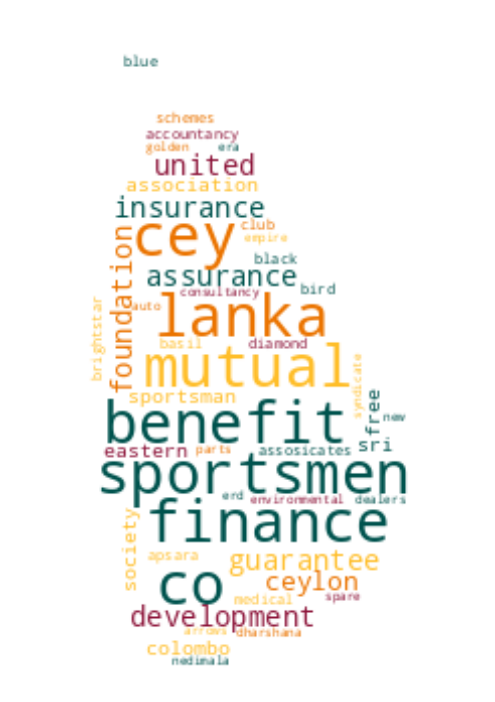 blue
schemes
accountancy
golden era
united
association
insurance
cey club
empire
foundation
black
assurance
consultancy bird
brightstar
auto
lanka
basil diamond
mutual
syndicate
sportsman
free
benefit new
eastern parts assosicates sri
sportsmen
erd environmental dealers
finance
society
apsara guarantee
co ceylon
medical spare
development
arrows dharshana
colombo
nedimala